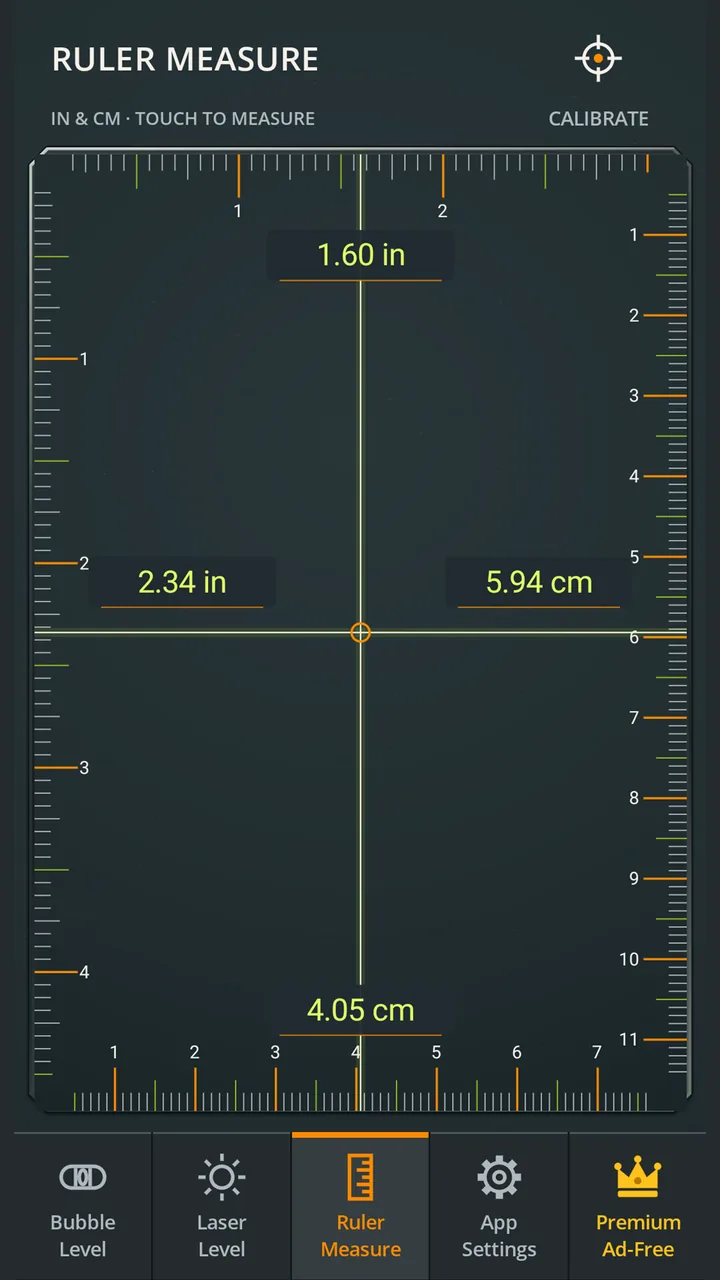 RULER MEASURE
IN & CM · TOUCH TO MEASURE
CALIBRATE
1
2
1.60 in
1
2
3
4
1
2
3
4
5
6
7
8
9
10
11
2.34 in
5.94 cm
4.05 cm
1
2
3
4
5
6
7
Bubble
Level
Laser
Level
Ruler
Measure
App
Settings
Premium
Ad-Free